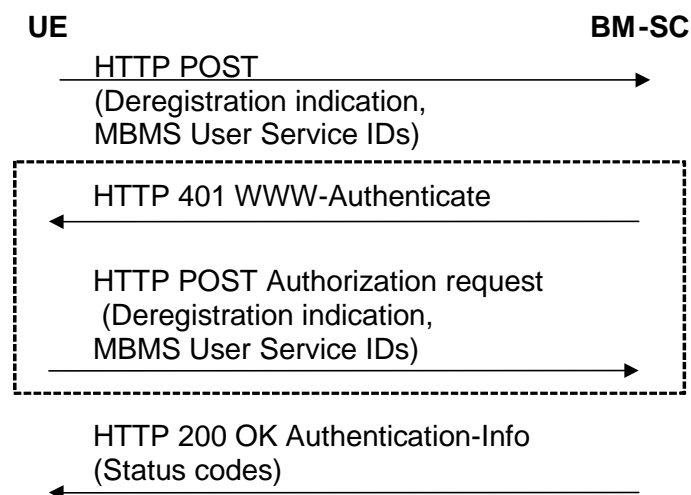 UE BM-SC
HTTP POST
(Deregistration indication,
MBMS User Service IDs)
HTTP 401 WWW-Authenticate
HTTP POST Authorization request
(Deregistration indication,
MBMS User Service IDs)
HTTP 200 OK Authentication-Info
(Status codes)